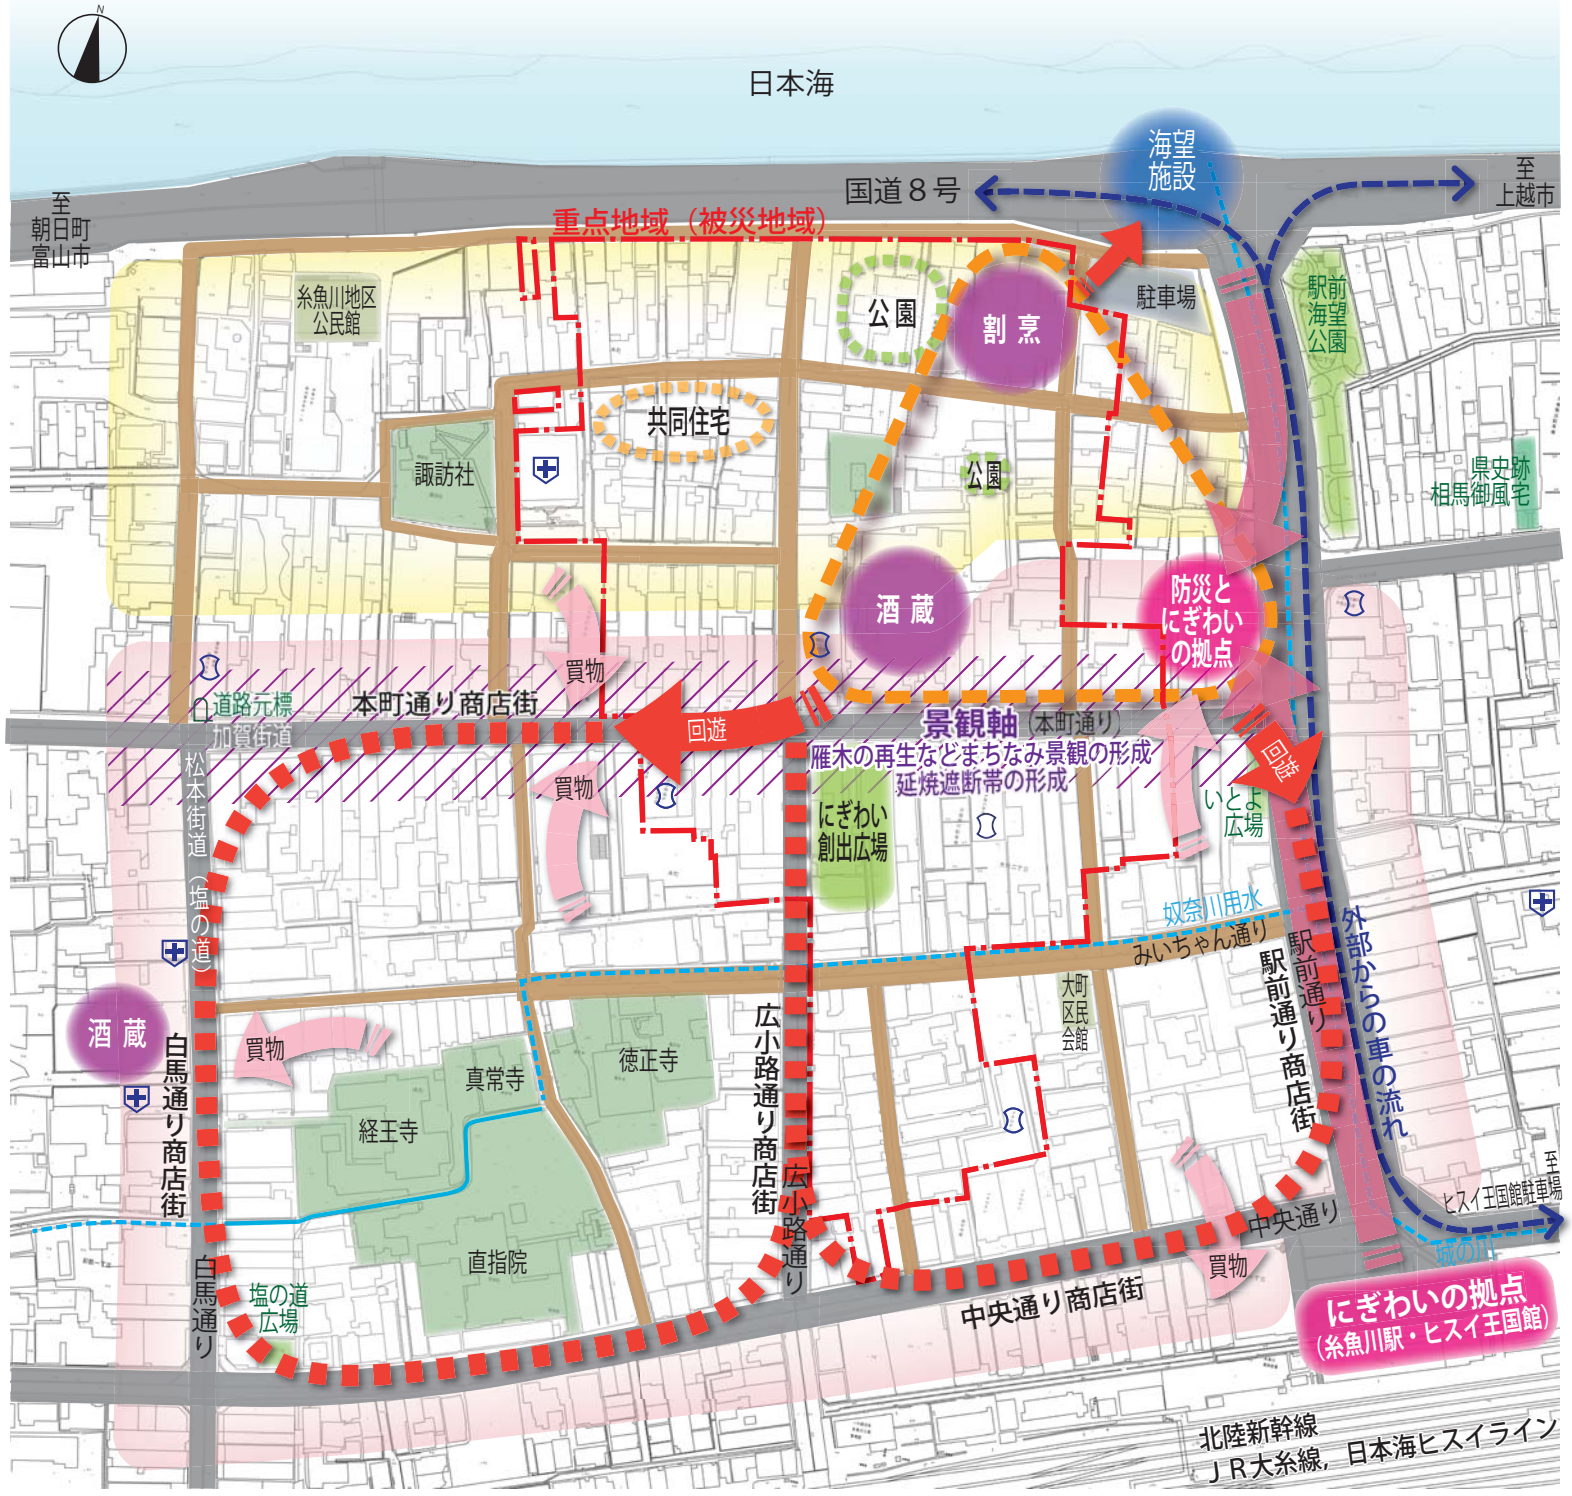 N
日本海
海望
施設
国道８号
至
上越市
至
朝日町
富山市
重点地域（被災地域）
糸魚川地区
公民館
公園
割烹
駐車場
駅前
海望
公園
共同住宅
諏訪社
公園
県史跡
相馬御風宅
酒蔵
防災と
にぎわい
の拠点
買物
道路元標
加賀街道
本町通り商店街
回遊
景観軸（本町通り）
雁木の再生などまちなみ景観の形成
延焼遮断帯の形成
回遊
松本街道（塩の道）
買物
にぎわい
創出広場
いとよ
広場
奴奈川用水
みいちゃん通り
駅前通り
駅前通り商店街
外部からの車の流れ
大町
区民
会館
酒蔵
白馬通り商店街
買物
真常寺
徳正寺
経王寺
広小路通り商店街
広小路通り
直指院
白馬通り
塩の道
広場
中央通り
買物
中央通り商店街
至
ヒスイ王国館駐車場
城の川
にぎわいの拠点
（糸魚川駅・ヒスイ王国館）
北陸新幹線
ＪＲ大糸線，日本海ヒスイライン